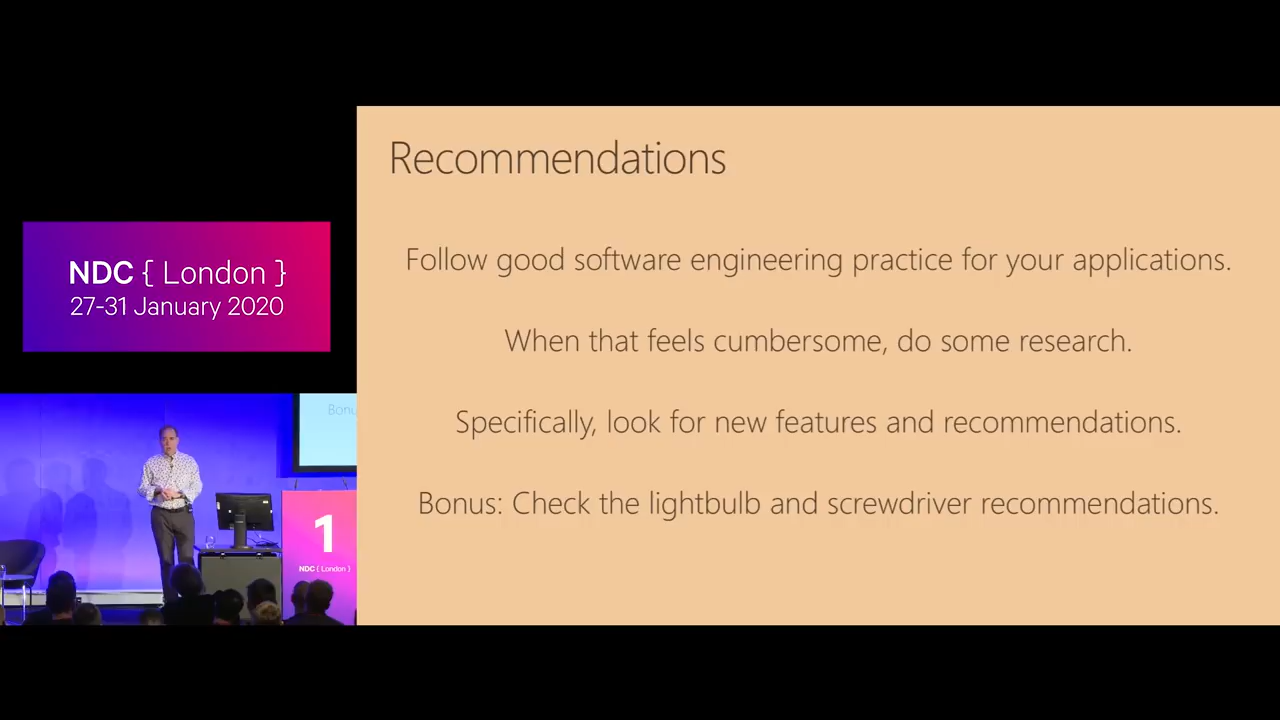 Recommendations
Follow good software engineering practice for your applications.
When that feels cumbersome, do some research.
Specifically, look for new features and recommendations.
Bonus: Check the lightbulb and screwdriver recommendations.
NDC { London }
27-31 January 2020
Bonu
1
NDC { London }